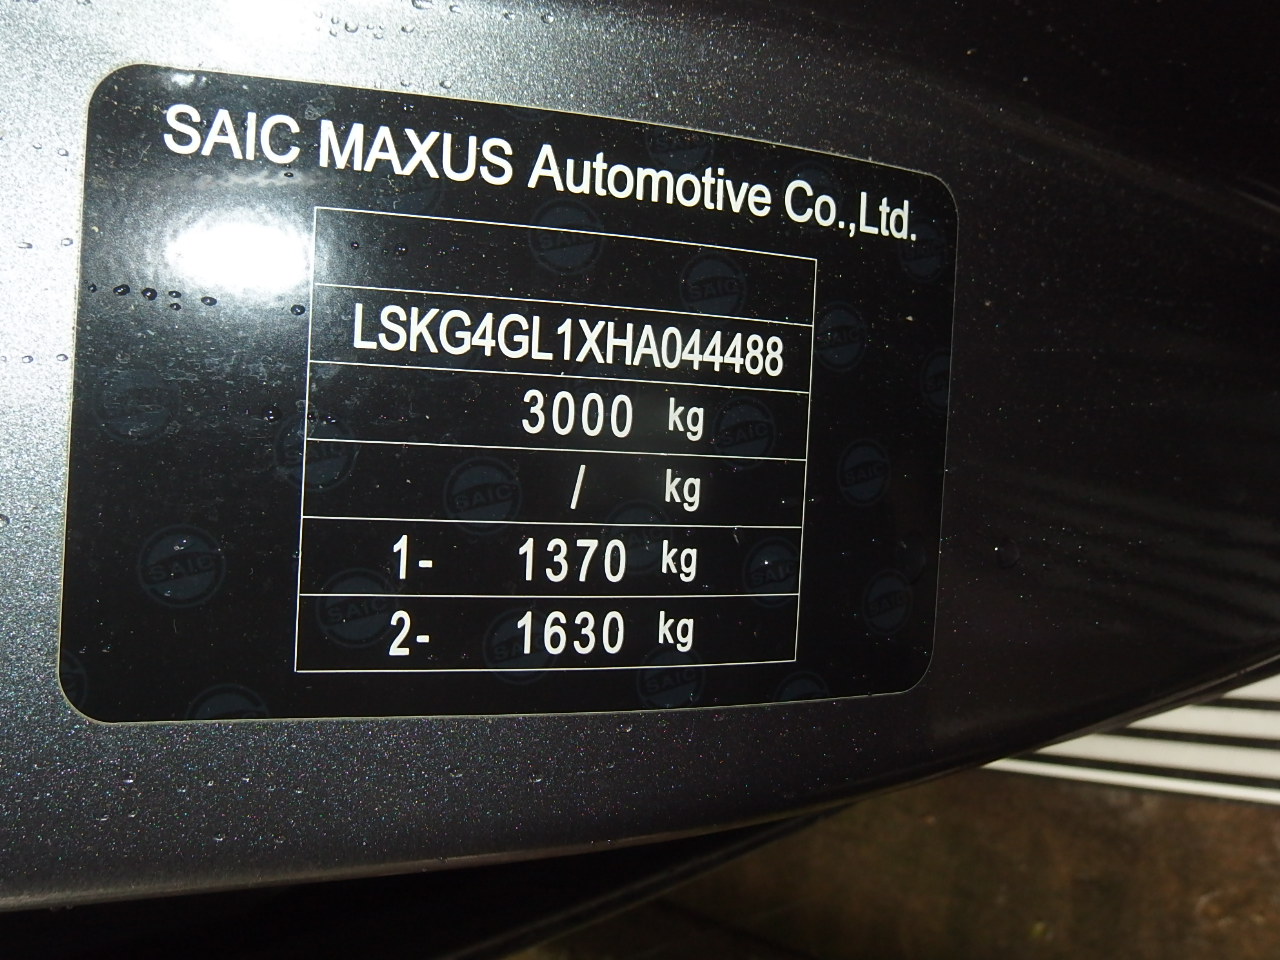 SAIC MAXUS Automotive Co.,Ltd.
LSKG4GL1XHA044488
3000 kg
/ kg
1- 1370 kg
2- 1630 kg